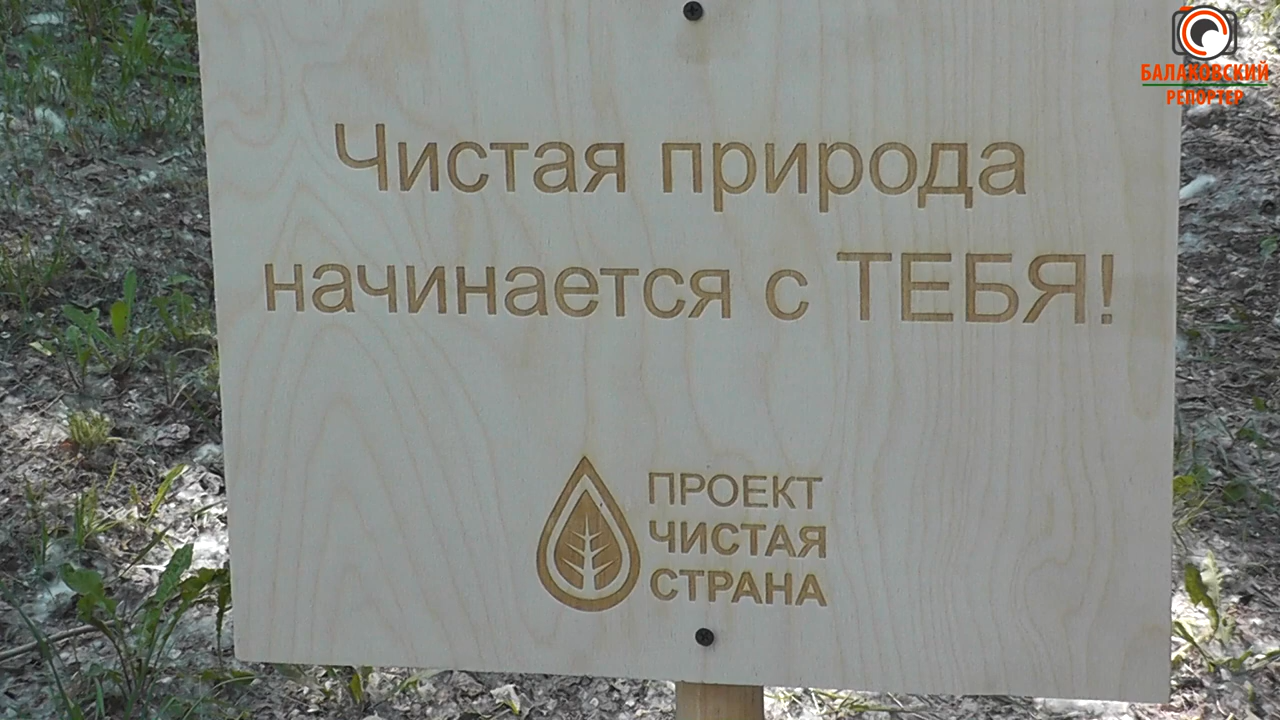 БАЛАКОВСКИЙ
РЕПОРТЕР
Чистая природа
начинается с ТЕБЯ!
ПРОЕКТ
ЧИСТАЯ
СТРАНА